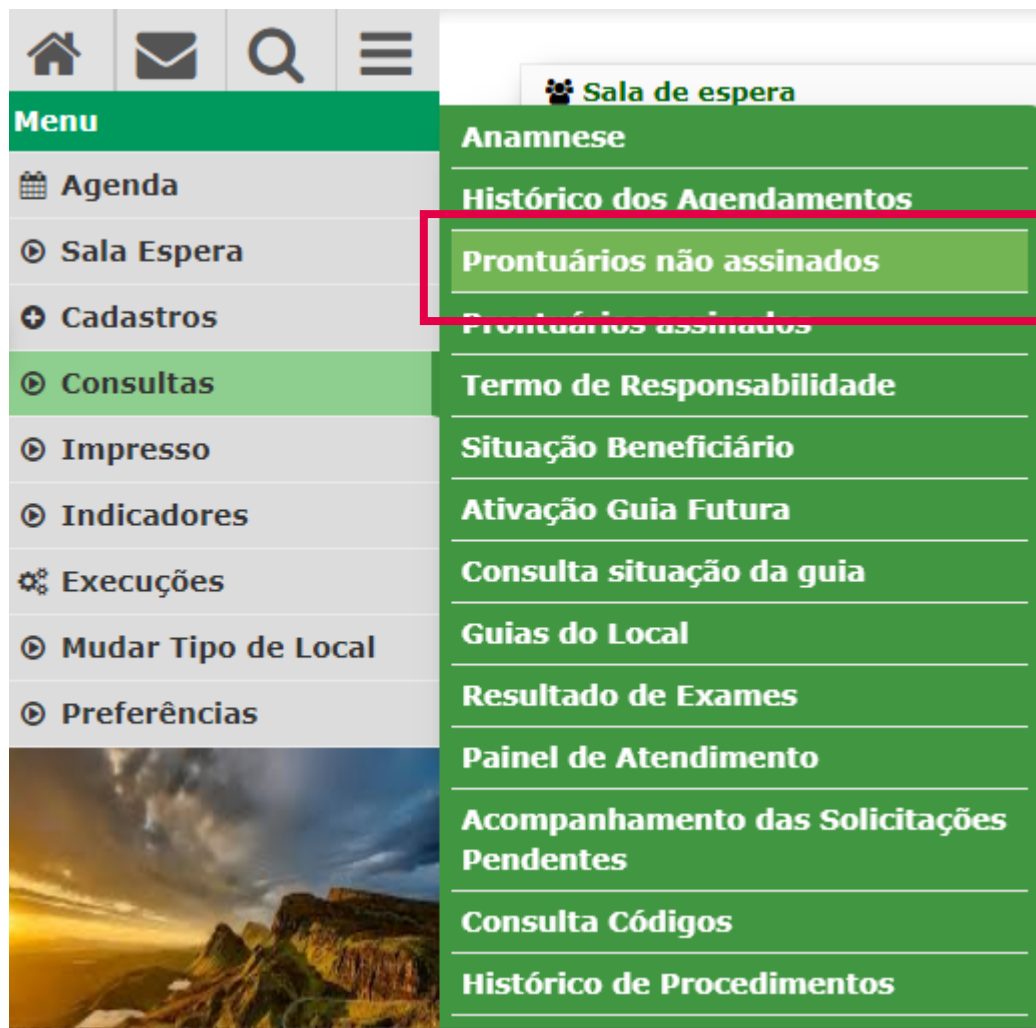 Sala de espera
Menu
Agenda
Sala Espera
Cadastros
Consultas
Impresso
Indicadores
Execuções
Mudar Tipo de Local
Preferências
Anamnese
Histórico dos Agendamentos
Prontuários não assinados
Prontuários assinados
Termo de Responsabilidade
Situação Beneficiário
Ativação Guia Futura
Consulta situação da guia
Guias do Local
Resultado de Exames
Painel de Atendimento
Acompanhamento das Solicitações
Pendentes
Consulta Códigos
Histórico de Procedimentos